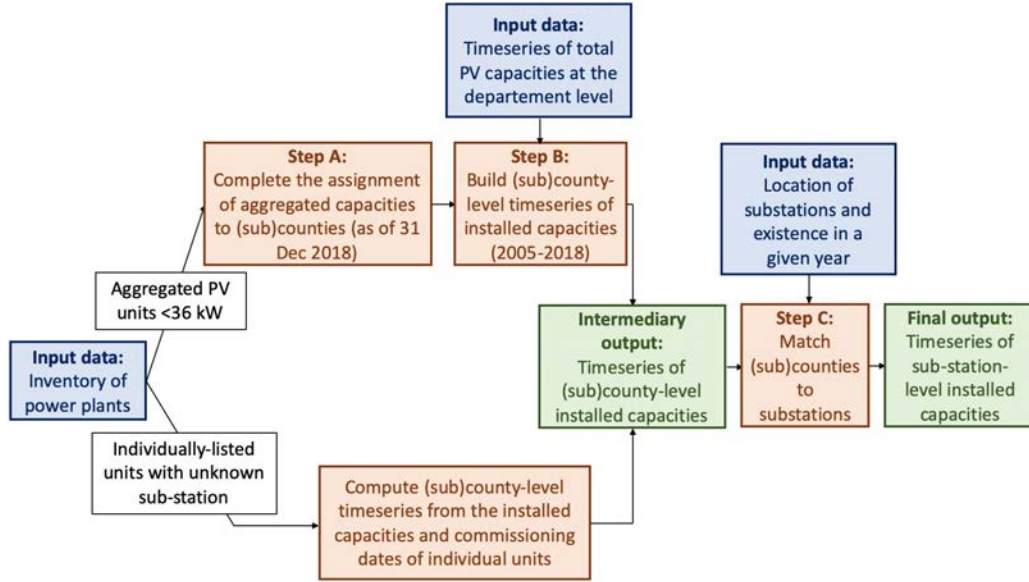 Input data:
Timeseries of total
PV capacities at the
departement level
Step A:
Complete the assignment
of aggregated capacities
to (sub)counties (as of 31
Dec 2018)
Step B:
Build (sub)county-
level timeseries of
installed capacities
(2005-2018)
Input data:
Location of
substations and
existence in a
given year
Aggregated PV
units <36 kW
Input data:
Inventory of
power plants
Intermediary
output:
Timeseries of
(sub)county-level
installed capacities
Step C:
Match
(sub)counties
to
substations
Final output:
Timeseries of
sub-station-
level installed
capacities
Individually-listed
units with unknown
sub-station
Compute (sub)county-level
timeseries from the installed
capacities and commissioning
dates of individual units